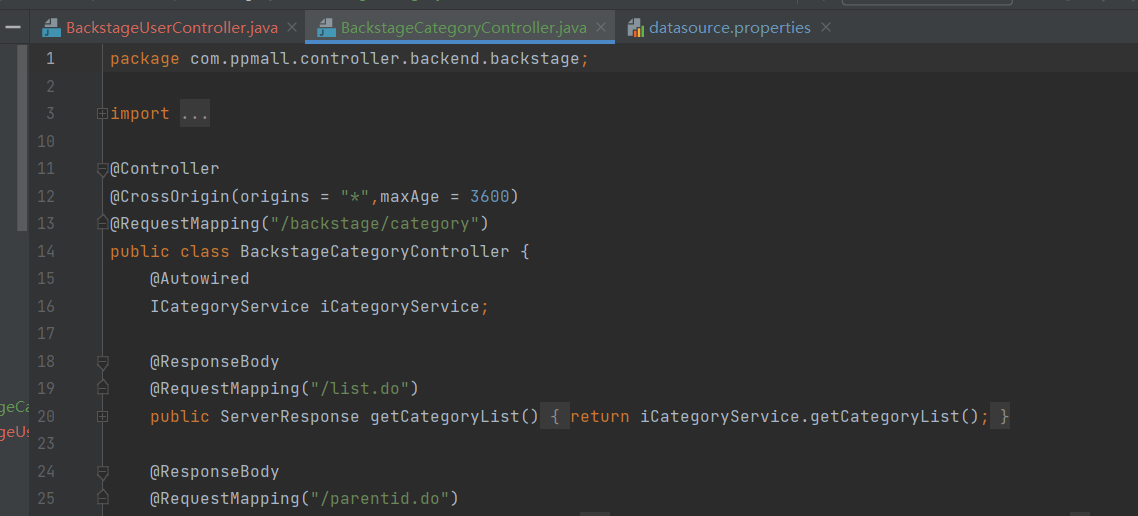 BackstageUserController.java
BackstageCategoryController.java
datasource.properties
1 package com.ppmall.controller.backend.backstage;
2
3 import ...
10
11 @Controller
12 @CrossOrigin(origins = "*",maxAge = 3600)
13 @RequestMapping("/backstage/category")
14 public class BackstageCategoryController {
15 @Autowired
16 ICategoryService iCategoryService;
17
18 @ResponseBody
19 @RequestMapping("/list.do")
20 public ServerResponse getCategoryList() { return iCategoryService.getCategoryList(); }
23
24 @ResponseBody
25 @RequestMapping("/parentid.do")
geCa
geUs